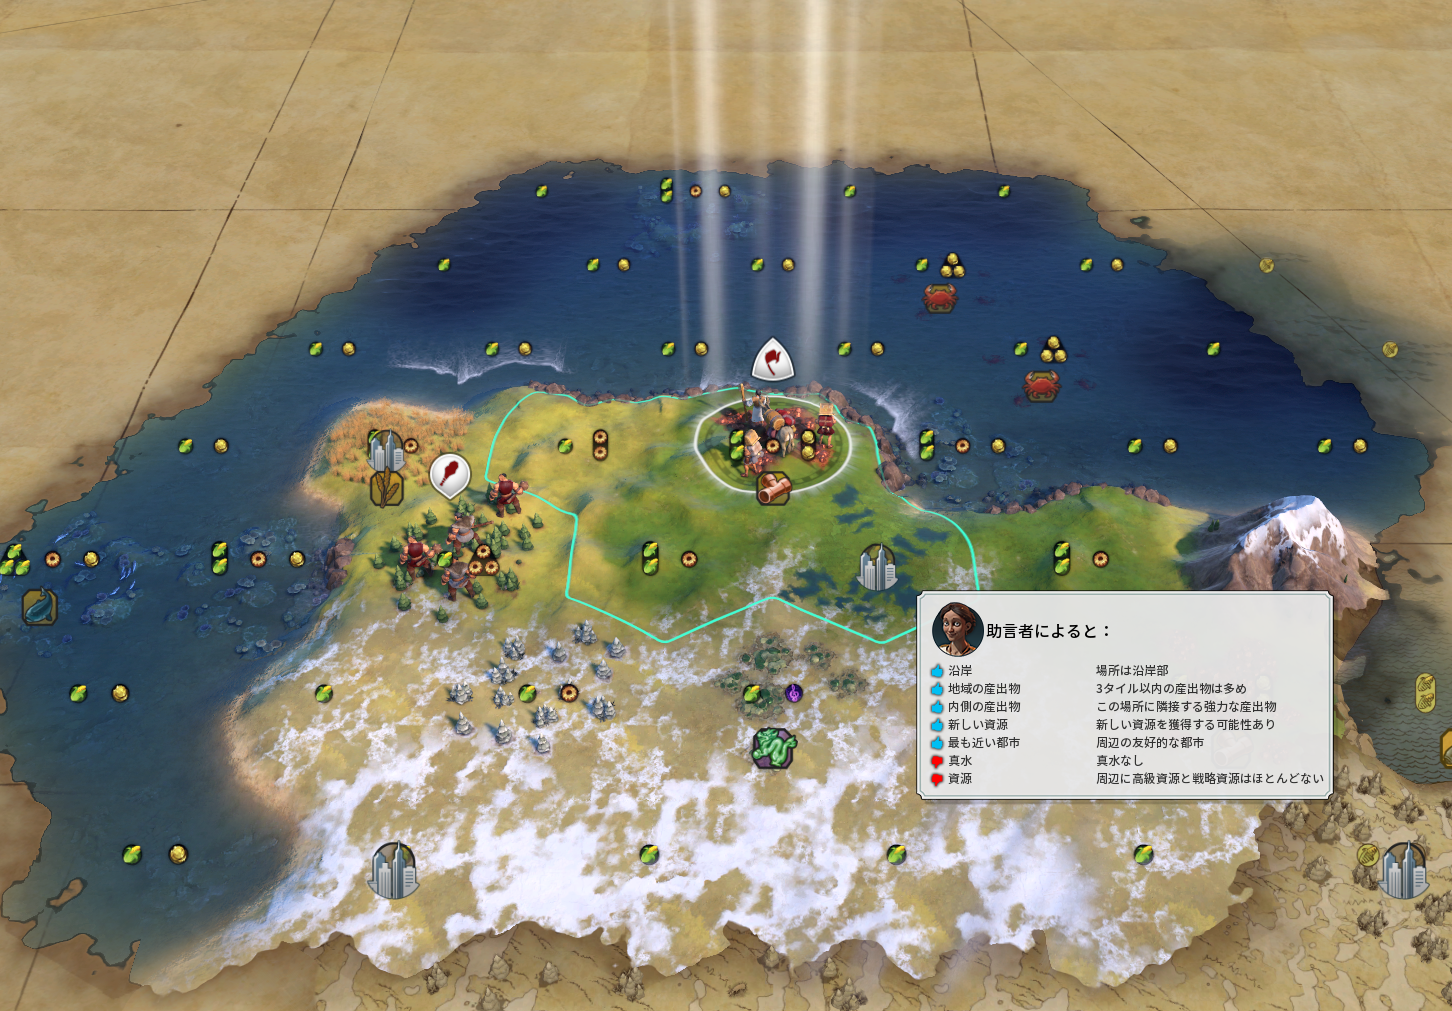 助言者によると：
沿岸 場所は沿岸部
地域の産出物 3タイル以内の産出物は多め
内側の産出物 この場所に隣接する強力な産出物
新しい資源 新しい資源を獲得する可能性あり
最も近い都市 周辺の友好的な都市
真水 真水なし
資源 周辺に高級資源と戦略資源はほとんどない